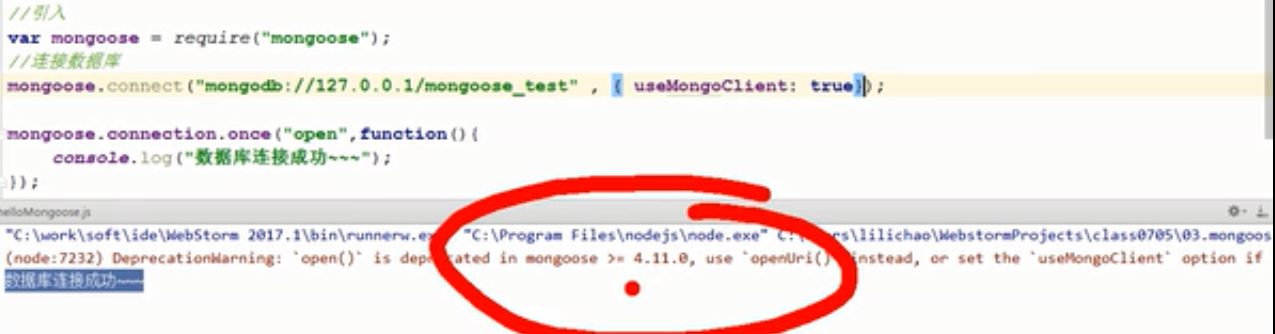 //引入
var mongoose = require("mongoose");
//连接数据库
mongoose.connect("mongodb://127.0.0.1/mongoose_test" , { useMongoClient: true});
mongoose.connection.once("open",function(){
console.log("数据库连接成功~~~");
});
helloMongoose.js
"C:\work\soft\ide\WebStorm 2017.1\bin\runnerw.ex "C:\Program Files\nodejs\node.exe" C:\ ers\lilichao\WebstormProjects\class0705\03.mongoos
(node:7232) DeprecationWarning: `open()` is deprecated in mongoose >= 4.11.0, use `openUri()` instead, or set the `useMongoClient` option if
数据库连接成功~~~